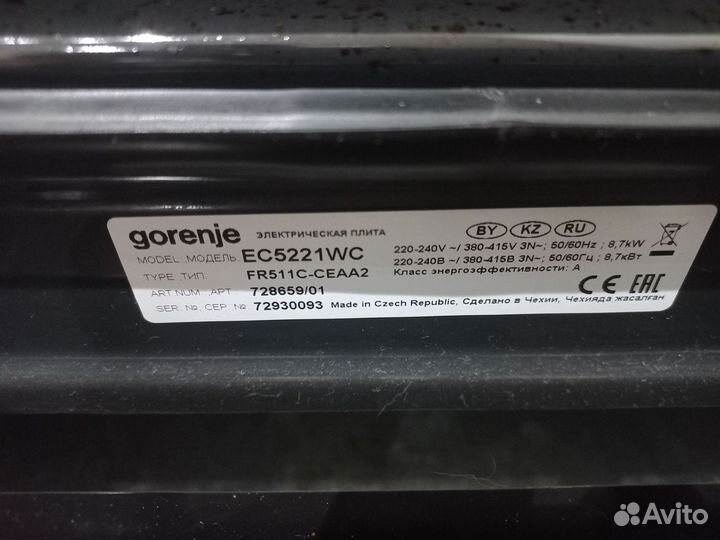 gorenje ЭЛЕКТРИЧЕСКАЯ ПЛИТА BY KZ RU
MODEL ,МОДЕЛЬ EC5221WC 220-240V ~/ 380-415V 3N~; 50/60Hz ; 8,7kW
TYPE ,ТИП FR511C-CEAA2 220-240В ~/ 380-415В 3N~; 50/60Гц ; 8,7кВт
Класс энергоэффективности: A
ART NUM ,АРТ 728659/01 CE EAC
SER №, СЕР. № 72930093 Made in Czech Republic, Сделано в Чехии, Чехияда жасалған
Avito